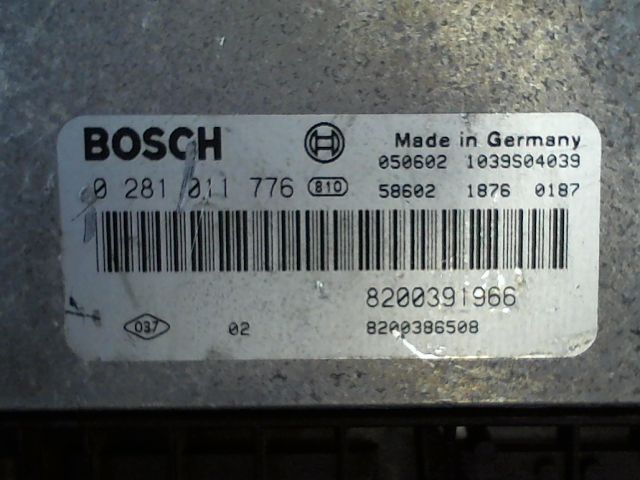 BOSCH
Made in Germany
050602 1039S04039
0 281 011 776 810
58602 1876 0187
8200391966
037 02 8200386508